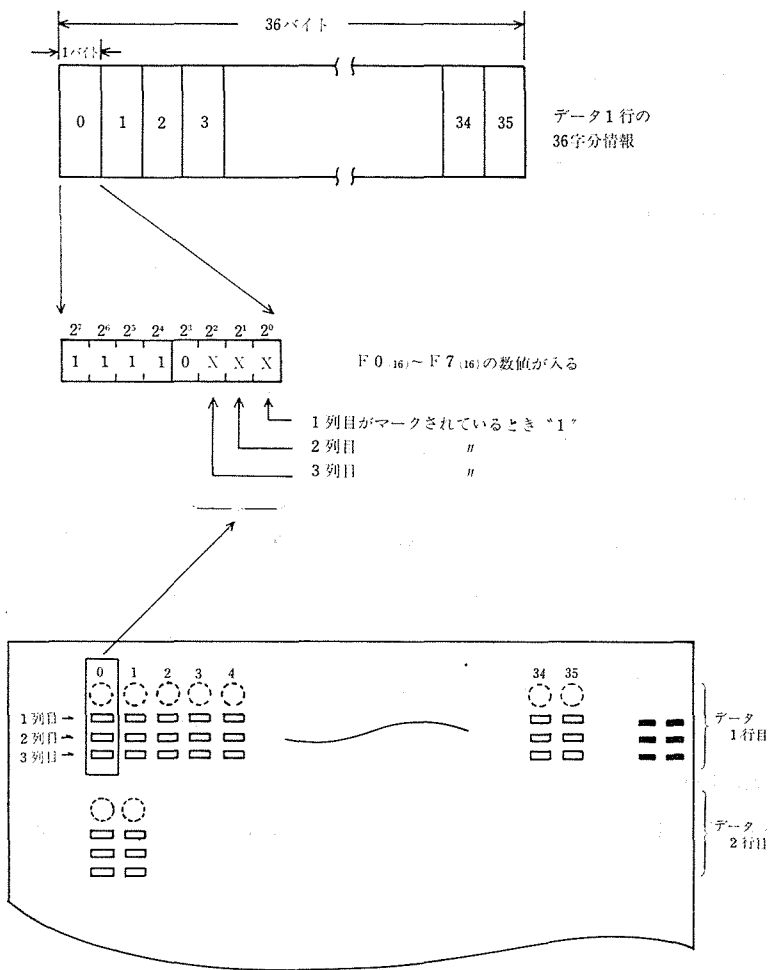 36バイト
1バイト
0 1 2 3 34 35
データ1行の
36字分情報
2⁷ 2⁶ 2⁵ 2⁴ 2³ 2² 2¹ 2⁰
1 1 1 1 0 X X X
F0(16)~F7(16)の数値が入る
1列目がマークされているとき “1”
2列目 〃
3列目 〃
0 1 2 3 4 34 35
1列目→
2列目→
3列目→
データ
1行目
データ
2行目